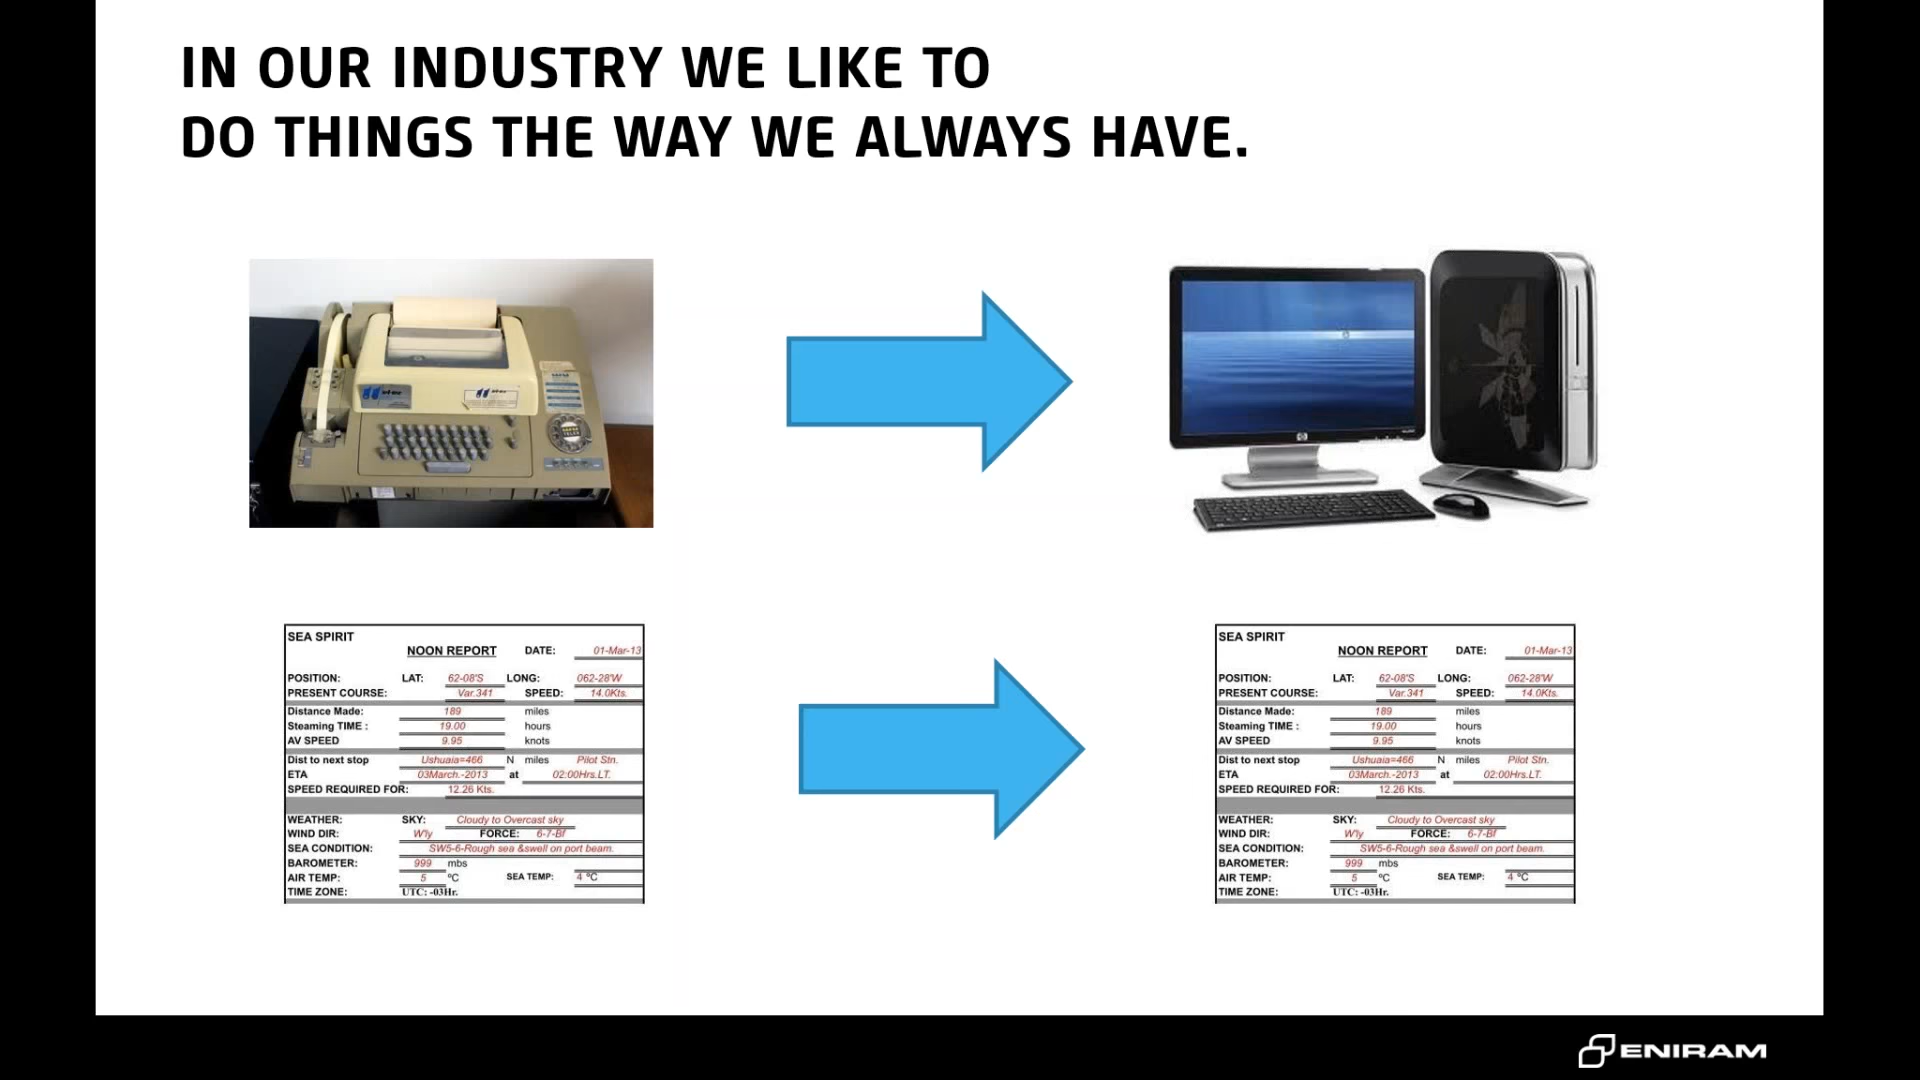 IN OUR INDUSTRY WE LIKE TO
DO THINGS THE WAY WE ALWAYS HAVE.
SEA SPIRIT
NOON REPORT DATE: 01-Mar-13
POSITION: LAT: 62-08'S LONG: 062-28'W
PRESENT COURSE: Var.341 SPEED: 14.0Kts.
Distance Made: 189 miles
Steaming TIME : 19.00 hours
AV SPEED 9.95 knots
Dist to next stop Ushuaia=466 N miles Pilot Stn.
ETA 03March.-2013 at 02:00Hrs.LT.
SPEED REQUIRED FOR: 12.26 Kts.
WEATHER: SKY: Cloudy to Overcast sky
WIND DIR: W'ly FORCE: 6-7-Bf
SEA CONDITION: SW5-6-Rough sea &swell on port beam.
BAROMETER: 999 mbs
AIR TEMP: 5 ºC SEA TEMP: 4 ºC
TIME ZONE: UTC: -03Hr.
SEA SPIRIT
NOON REPORT DATE: 01-Mar-13
POSITION: LAT: 62-08'S LONG: 062-28'W
PRESENT COURSE: Var.341 SPEED: 14.0Kts.
Distance Made: 189 miles
Steaming TIME : 19.00 hours
AV SPEED 9.95 knots
Dist to next stop Ushuaia=466 N miles Pilot Stn.
ETA 03March.-2013 at 02:00Hrs.LT.
SPEED REQUIRED FOR: 12.26 Kts.
WEATHER: SKY: Cloudy to Overcast sky
WIND DIR: W'ly FORCE: 6-7-Bf
SEA CONDITION: SW5-6-Rough sea &swell on port beam.
BAROMETER: 999 mbs
AIR TEMP: 5 ºC SEA TEMP: 4 ºC
TIME ZONE: UTC: -03Hr.
ENIRAM